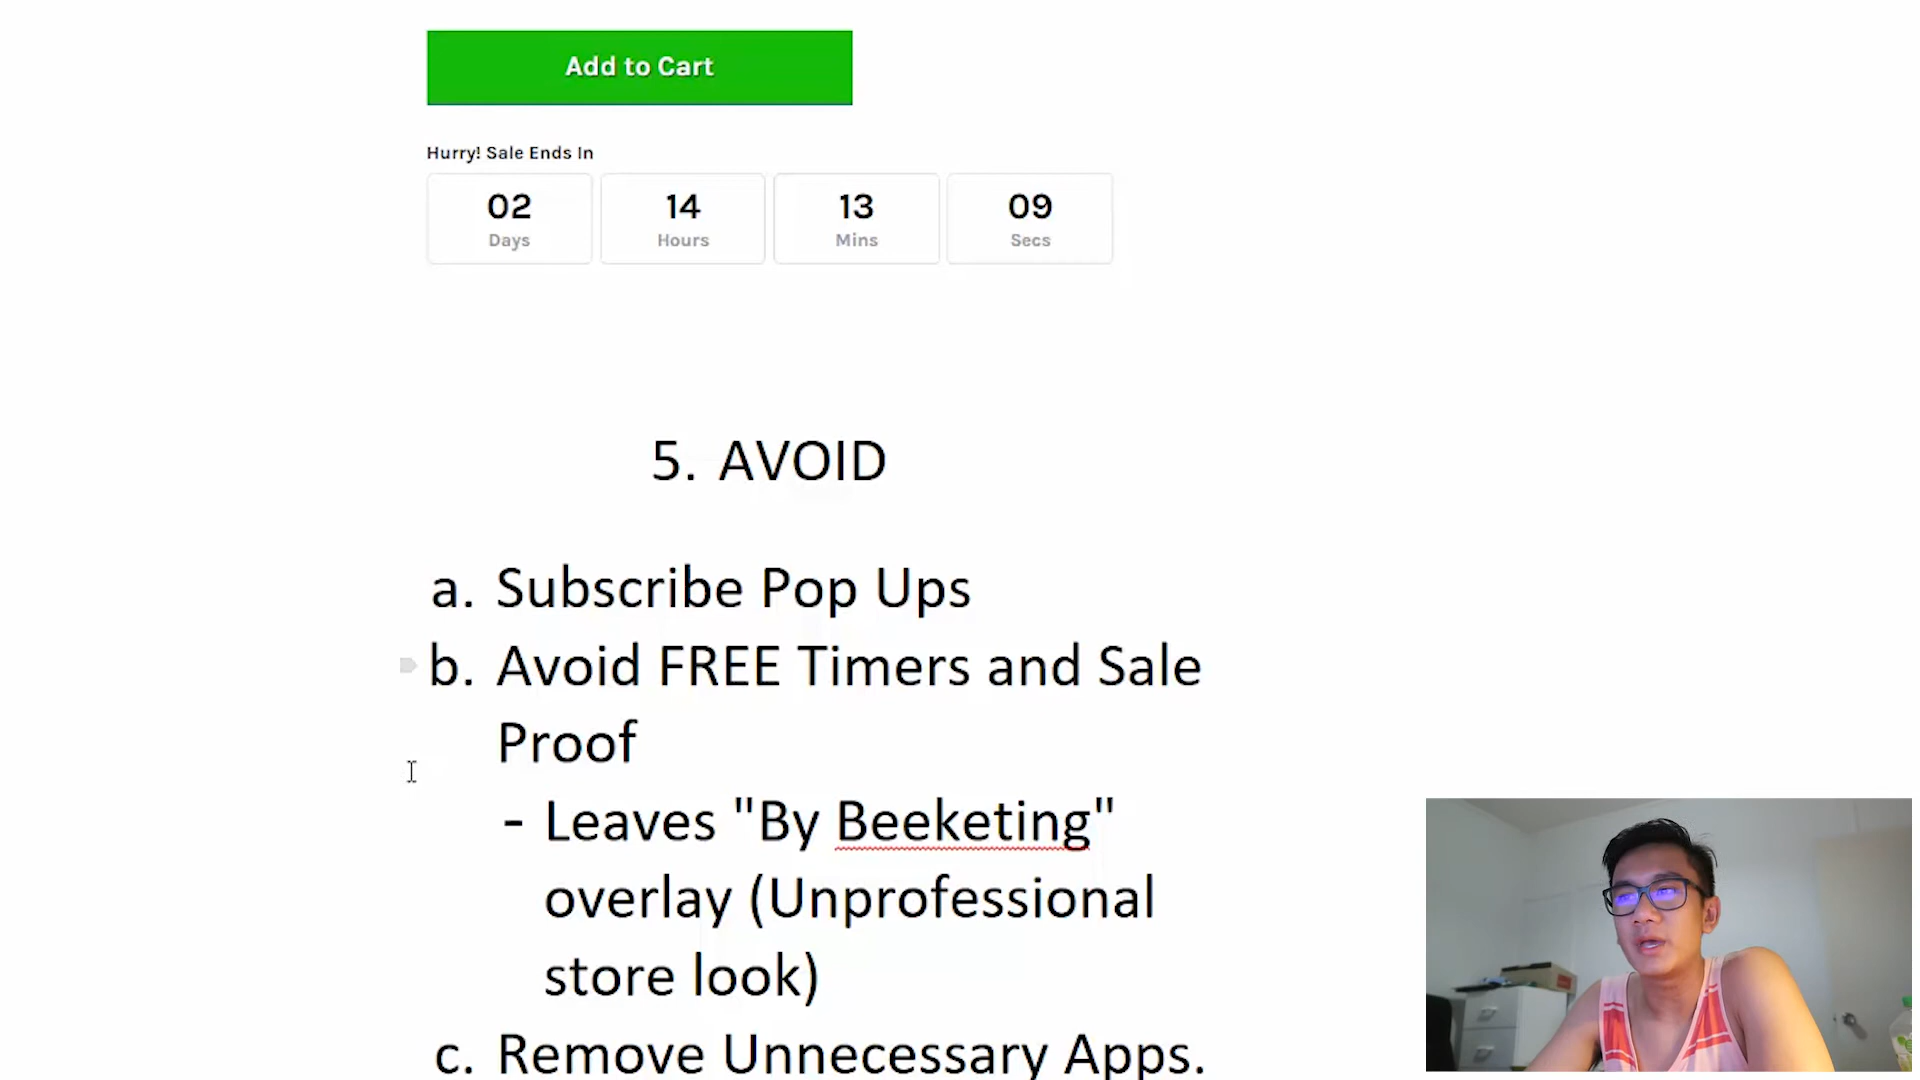 Add to Cart
Hurry! Sale Ends In
02 14 13 09
Days Hours Mins Secs
5. AVOID
a. Subscribe Pop Ups
b. Avoid FREE Timers and Sale
Proof
- Leaves "By Beeketing"
overlay (Unprofessional
store look)
c. Remove Unnecessary Apps.